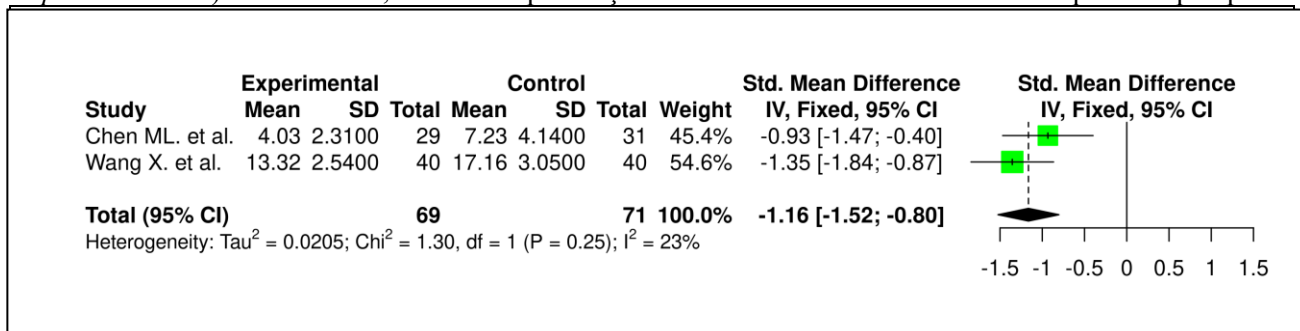 Experimental Control Std. Mean Difference Std. Mean Difference
Study Mean SD Total Mean SD Total Weight IV, Fixed, 95% CI IV, Fixed, 95% CI
Chen ML. et al. 4.03 2.3100 29 7.23 4.1400 31 45.4% -0.93 [-1.47; -0.40]
Wang X. et al. 13.32 2.5400 40 17.16 3.0500 40 54.6% -1.35 [-1.84; -0.87]
Total (95% CI) 69 71 100.0% -1.16 [-1.52; -0.80]
Heterogeneity: Tau² = 0.0205; Chi² = 1.30, df = 1 (P = 0.25); I² = 23%
-1.5 -1 -0.5 0 0.5 1 1.5